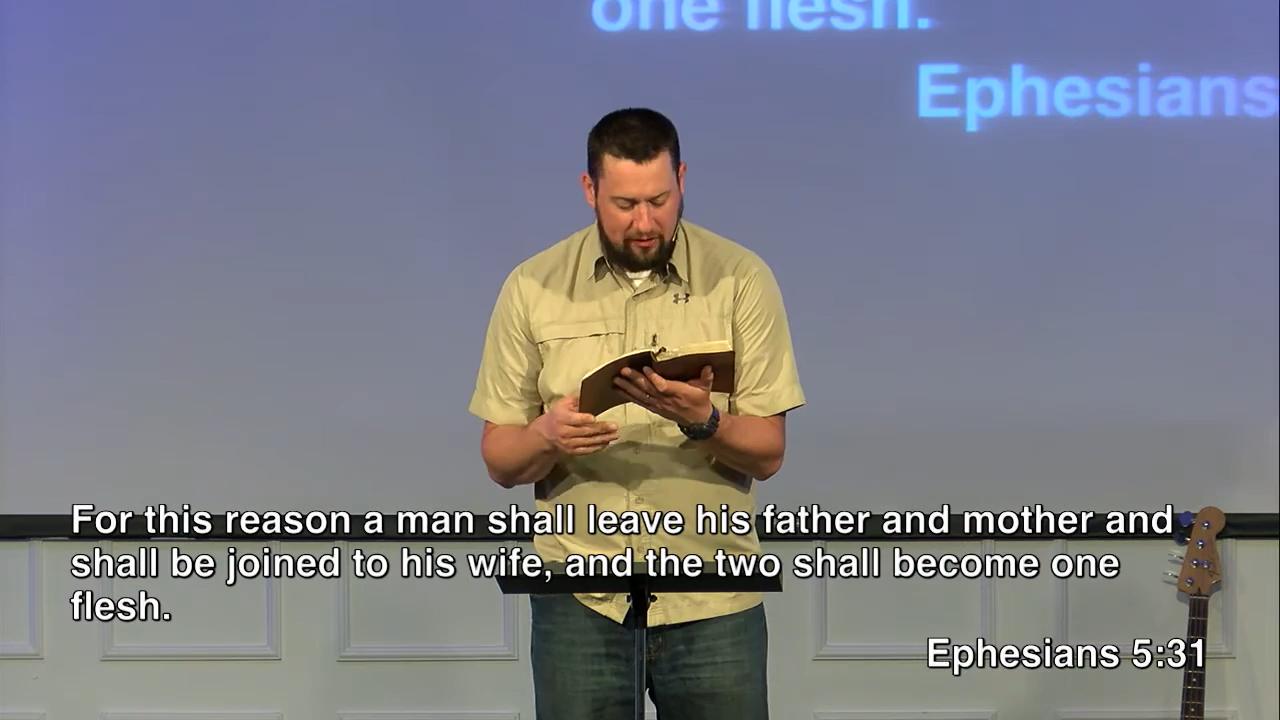 one flesh.
Ephesians
For this reason a man shall leave his father and mother and
shall be joined to his wife, and the two shall become one
flesh.
Ephesians 5:31